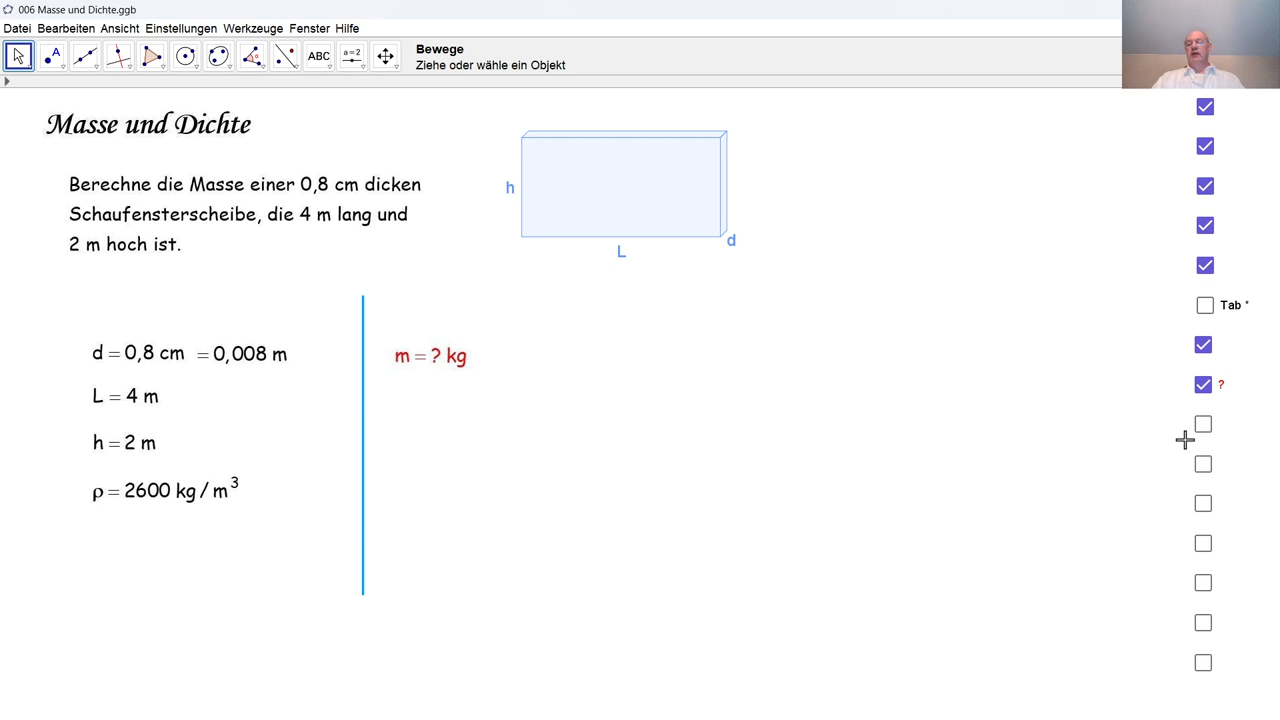 006 Masse und Dichte.ggb
Datei Bearbeiten Ansicht Einstellungen Werkzeuge Fenster Hilfe
A
ABC
a=2
Bewege
Ziehe oder wähle ein Objekt
Masse und Dichte
Berechne die Masse einer 0,8 cm dicken
Schaufensterscheibe, die 4 m lang und
2 m hoch ist.
h
L
d
Tab *
?
d = 0,8 cm = 0,008 m
m = ? kg
L = 4 m
h = 2 m
ρ = 2600 kg / m³